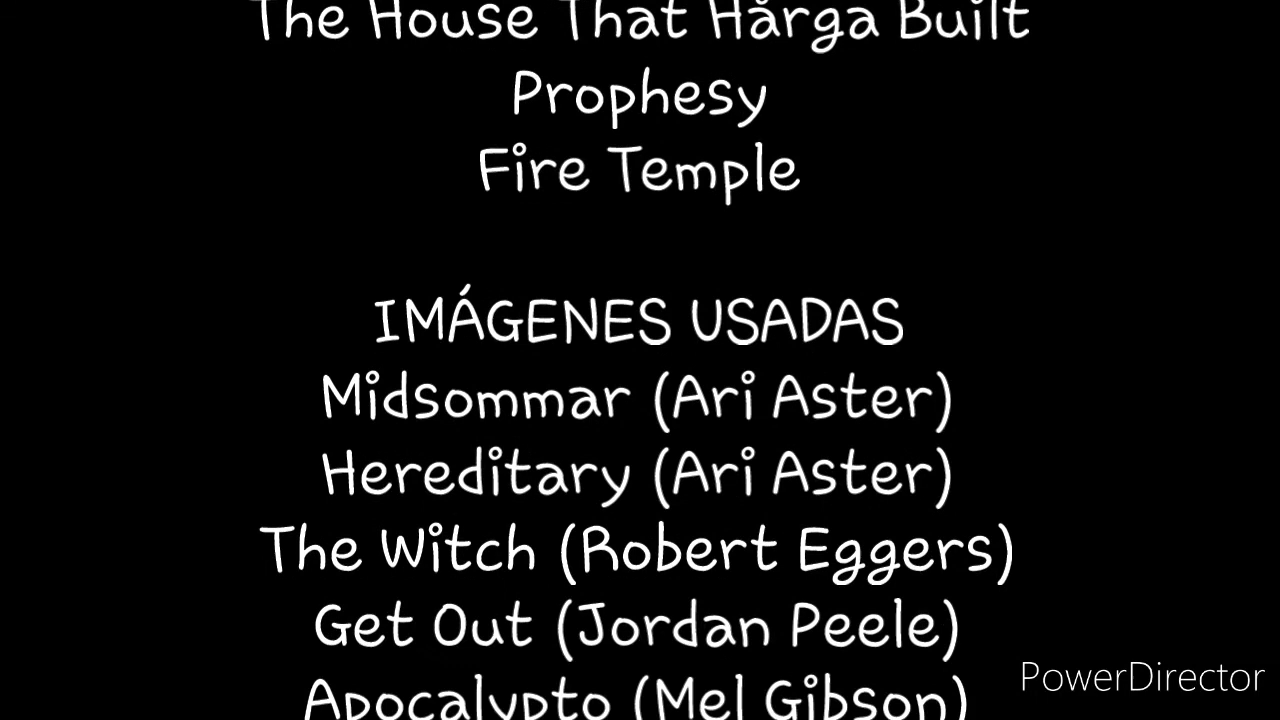 The House That Hårga Built
Prophesy
Fire Temple
IMÁGENES USADAS
Midsommar (Ari Aster)
Hereditary (Ari Aster)
The Witch (Robert Eggers)
Get Out (Jordan Peele)
Apocalypto (Mel Gibson)
PowerDirector